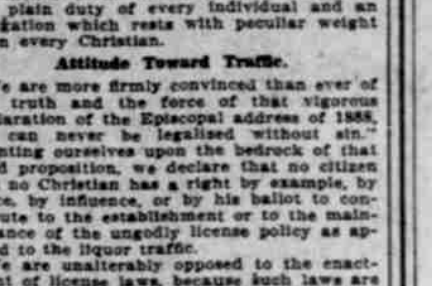 plain duty of every individual and an
gation which rests with peculiar weight
n every Christian.
Attitude Toward Traffic.
e are more firmly convinced than ever of
truth and the force of that vigorous
laration of the Episcopal address of 1888,
can never be legalised without sin."
nting ourselves upon the bedrock of that
d proposition, we declare that no citizen
no Christian has a right by example, by
ce, by influence, or by his ballot to con-
ute to the establishment or to the main-
ance of the ungodly license policy as ap-
d to the liquor traffic.
e are unalterably opposed to the enact-
t of license laws, because such laws are